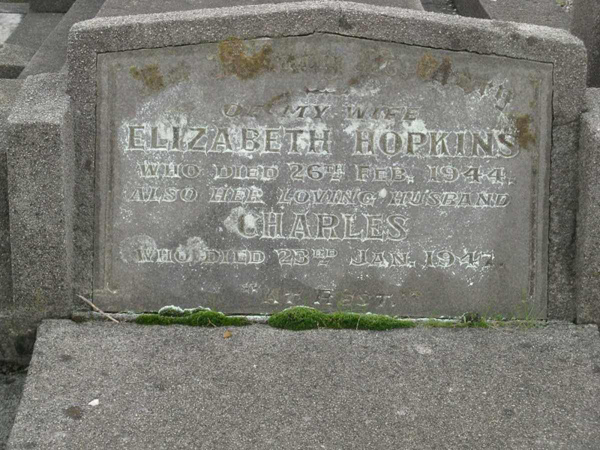 OF MY WIFE
ELIZABETH HOPKINS
WHO DIED 26TH FEB. 1944.
ALSO HER LOVING HUSBAND
CHARLES
WHO DIED 23RD JAN. 1947.
"AT REST"